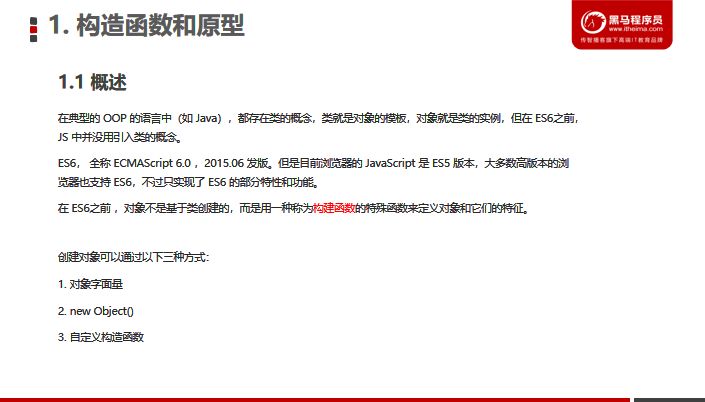 1. 构造函数和原型
黑马程序员
www.itheima.com
传智播客旗下高端IT教育品牌
1.1 概述
在典型的 OOP 的语言中（如 Java），都存在类的概念，类就是对象的模板，对象就是类的实例，但在 ES6之前，
JS 中并没用引入类的概念。
ES6， 全称 ECMAScript 6.0 ，2015.06 发版。但是目前浏览器的 JavaScript 是 ES5 版本，大多数高版本的浏
览器也支持 ES6，不过只实现了 ES6 的部分特性和功能。
在 ES6之前 ，对象不是基于类创建的，而是用一种称为构建函数的特殊函数来定义对象和它们的特征。
创建对象可以通过以下三种方式：
1. 对象字面量
2. new Object()
3. 自定义构造函数